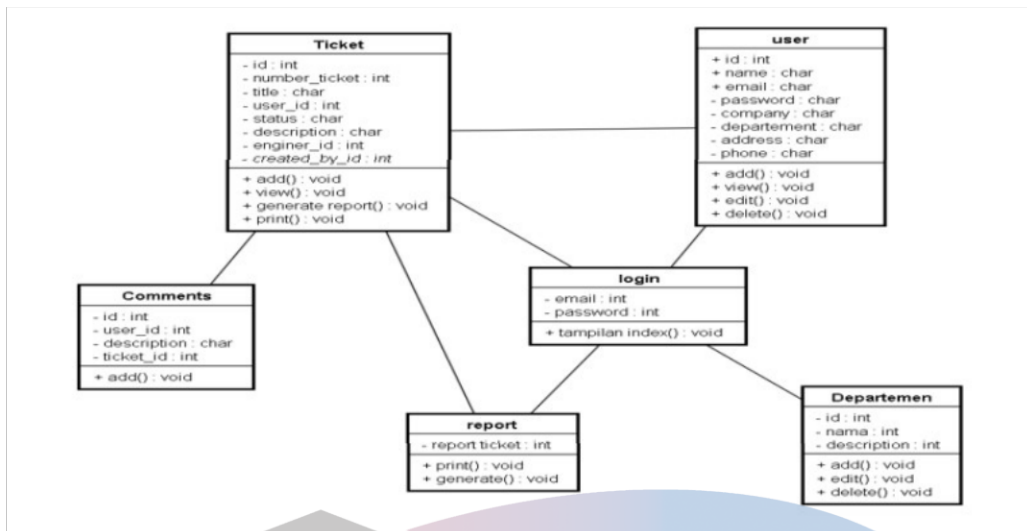 Ticket
- id : int
- number_ticket : int
- title : char
- user_id : int
- status : char
- description : char
- enginer_id : int
- created_by_id : int
+ add() : void
+ view() : void
+ generate report() : void
+ print() : void
user
+ id : int
+ name : char
+ email : char
- password : char
- company : char
- departement : char
- address : char
- phone : char
+ add() : void
+ view() : void
+ edit() : void
+ delete() : void
Comments
- id : int
- user_id : int
- description : char
- ticket_id : int
+ add() : void
login
- email : int
- password : int
+ tampilan index() : void
report
- report ticket : int
+ print() : void
+ generate() : void
Departemen
- id : int
- nama : int
- description : int
+ add() : void
+ edit() : void
+ delete() : void